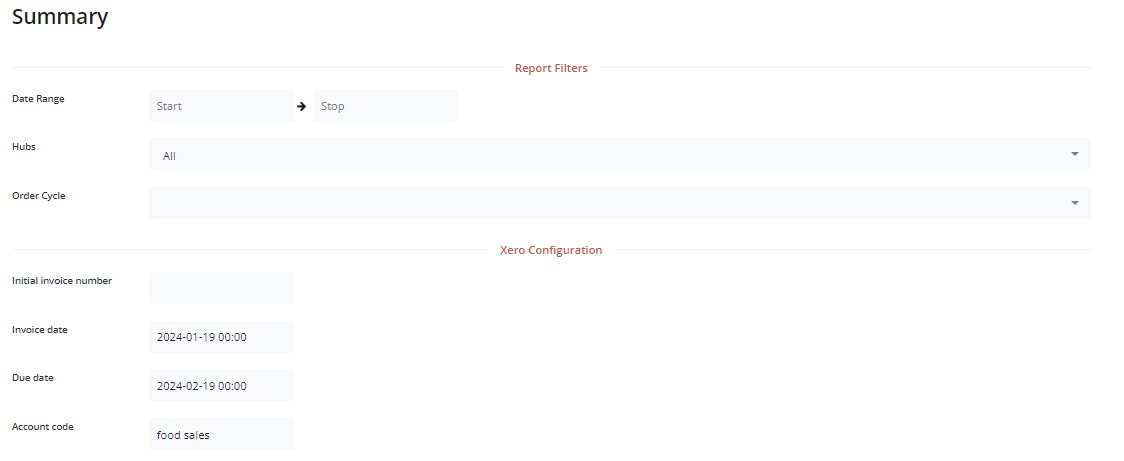 Summary
Report Filters
Date Range
Start
Stop
Hubs
All
Order Cycle
Xero Configuration
Initial invoice number
Invoice date
2024-01-19 00:00
Due date
2024-02-19 00:00
Account code
food sales